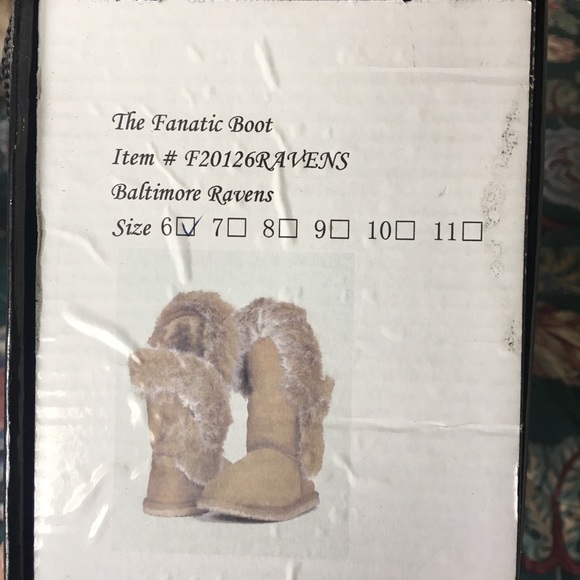 The Fanatic Boot
Item # F20126RAVENS
Baltimore Ravens
Size 6☑ 7☐ 8☐ 9☐ 10☐ 11☐